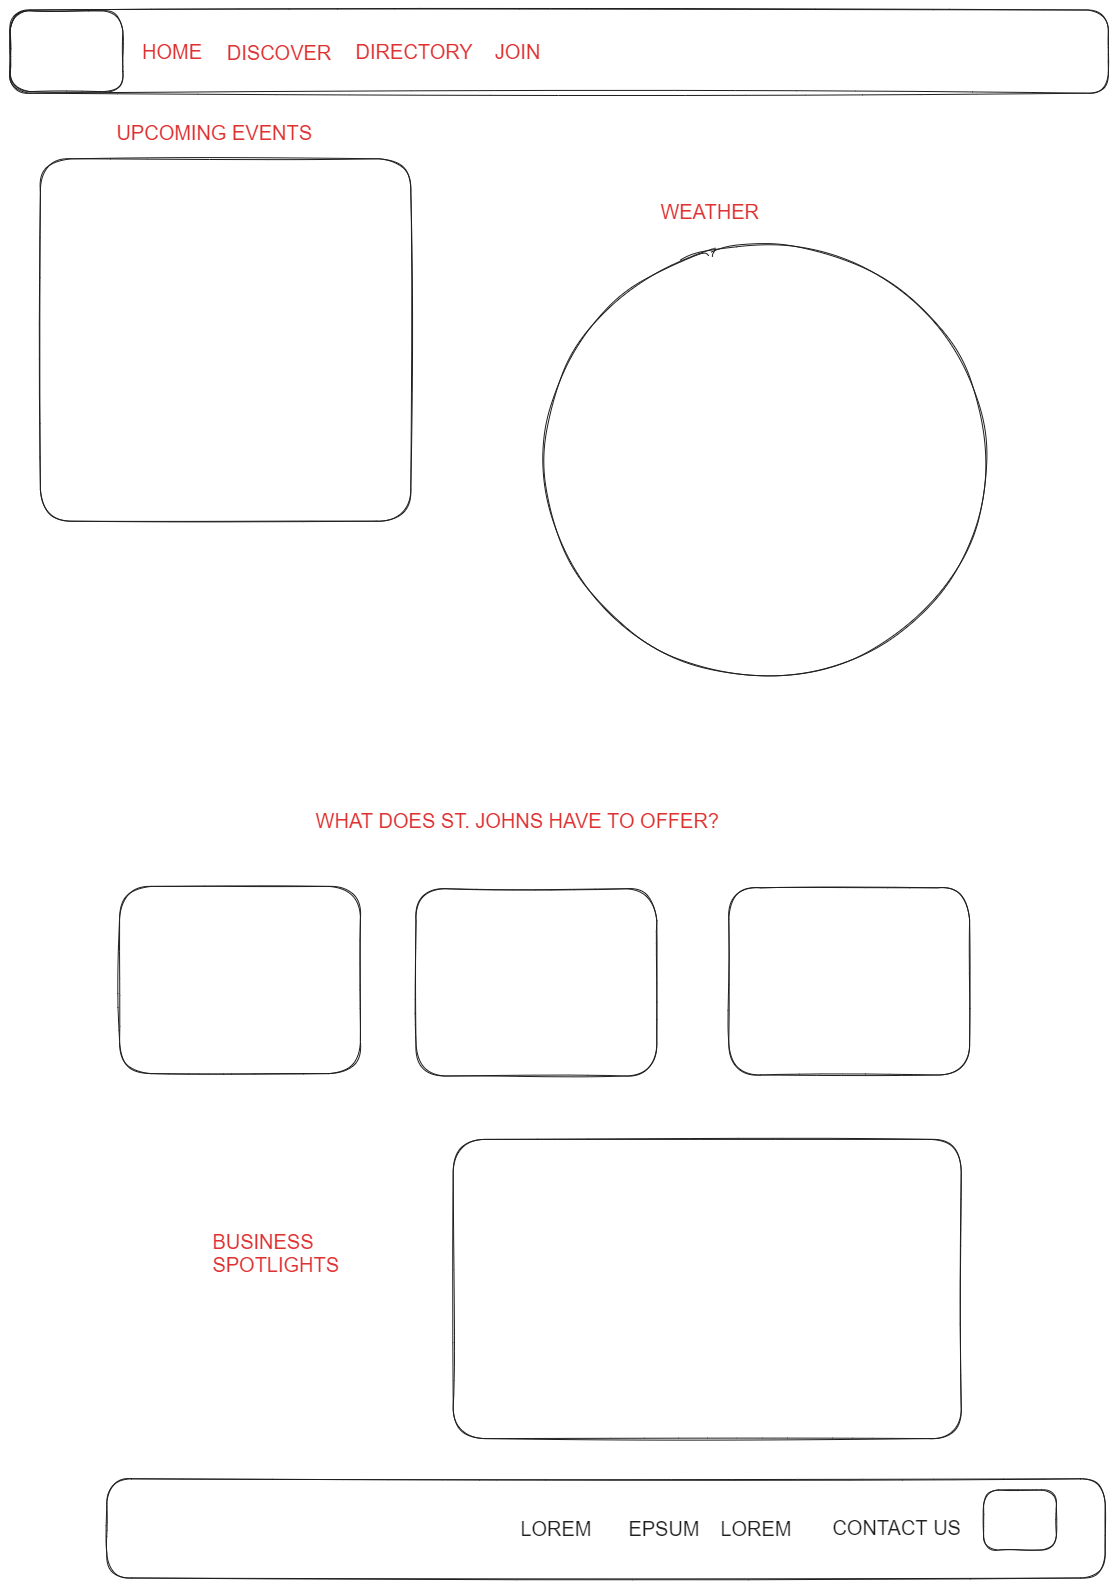 HOME DISCOVER DIRECTORY JOIN
UPCOMING EVENTS
WEATHER
WHAT DOES ST. JOHNS HAVE TO OFFER?
BUSINESS
SPOTLIGHTS
LOREM EPSUM LOREM CONTACT US